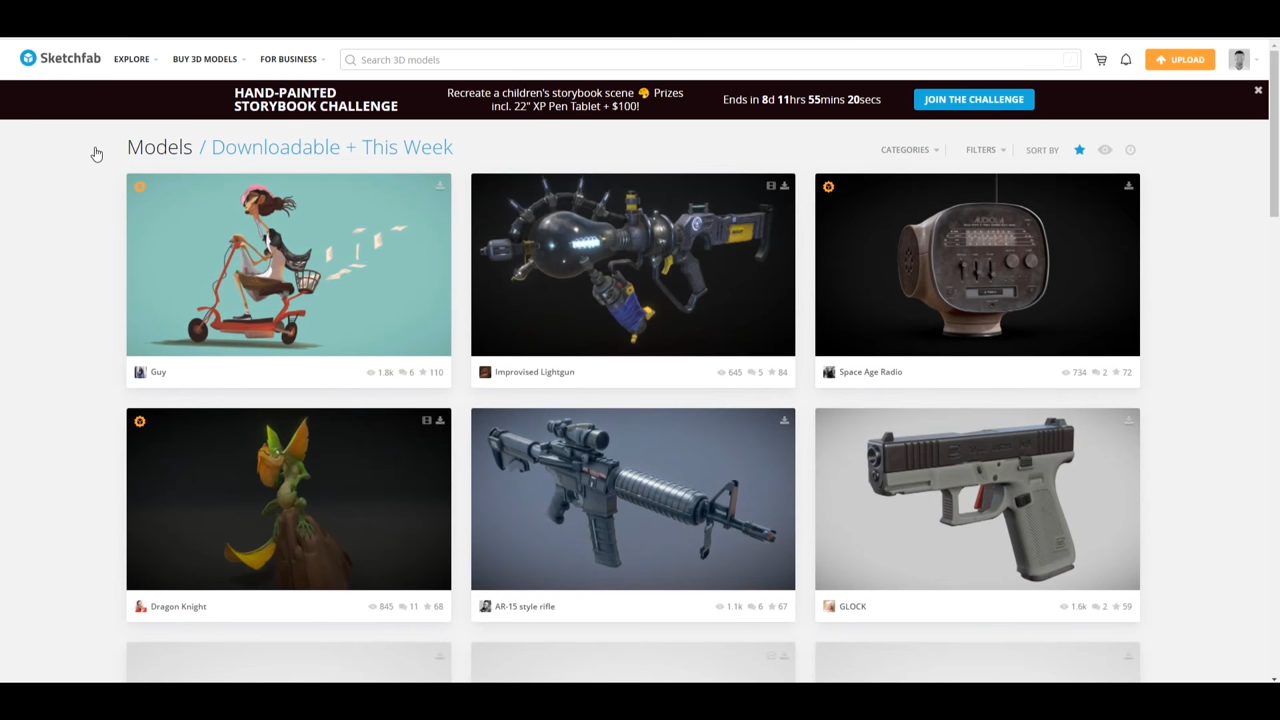 Sketchfab
EXPLORE
BUY 3D MODELS
FOR BUSINESS
Search 3D models
/
UPLOAD
HAND-PAINTED
STORYBOOK CHALLENGE
Recreate a children's storybook scene 🎨 Prizes
incl. 22" XP Pen Tablet + $100!
Ends in 8d 11hrs 55mins 20secs
JOIN THE CHALLENGE
Models / Downloadable + This Week
CATEGORIES
FILTERS
SORT BY
AUDIOLA
Guy
1.8k 6 110
Improvised Lightgun
645 5 84
Space Age Radio
734 2 72
Dragon Knight
845 11 68
AR-15 style rifle
1.1k 6 67
GLOCK
1.6k 2 59